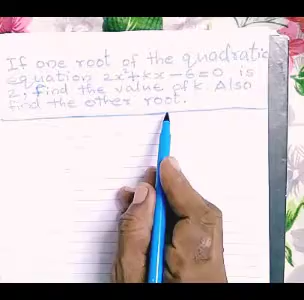 If one root of the quadratic
equation 2x²+kx-6=0 is
2. find the value of k. Also
find the other root.